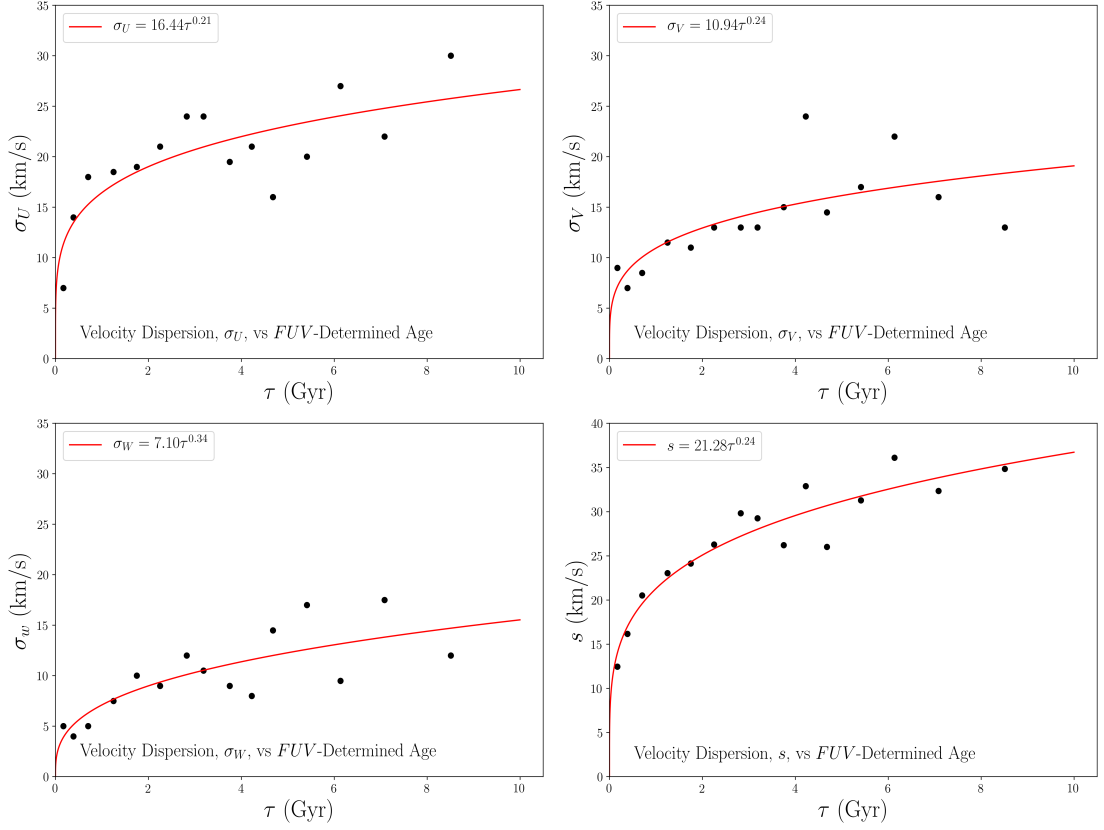 σ_U = 16.44τ^0.21
35
30
25
20
15
10
5
0
σ_U (km/s)
Velocity Dispersion, σ_U, vs FUV-Determined Age
0 2 4 6 8 10
τ (Gyr)
σ_V = 10.94τ^0.24
35
30
25
20
15
10
5
0
σ_V (km/s)
Velocity Dispersion, σ_V, vs FUV-Determined Age
0 2 4 6 8 10
τ (Gyr)
σ_W = 7.10τ^0.34
35
30
25
20
15
10
5
0
σ_w (km/s)
Velocity Dispersion, σ_W, vs FUV-Determined Age
0 2 4 6 8 10
τ (Gyr)
s = 21.28τ^0.24
40
35
30
25
20
15
10
5
0
s (km/s)
Velocity Dispersion, s, vs FUV-Determined Age
0 2 4 6 8 10
τ (Gyr)